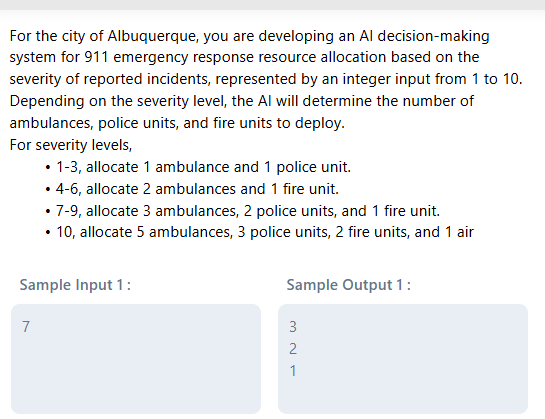 For the city of Albuquerque, you are developing an AI decision-making
system for 911 emergency response resource allocation based on the
severity of reported incidents, represented by an integer input from 1 to 10.
Depending on the severity level, the AI will determine the number of
ambulances, police units, and fire units to deploy.
For severity levels,
• 1-3, allocate 1 ambulance and 1 police unit.
• 4-6, allocate 2 ambulances and 1 fire unit.
• 7-9, allocate 3 ambulances, 2 police units, and 1 fire unit.
• 10, allocate 5 ambulances, 3 police units, 2 fire units, and 1 air
Sample Input 1:
7
Sample Output 1:
3
2
1